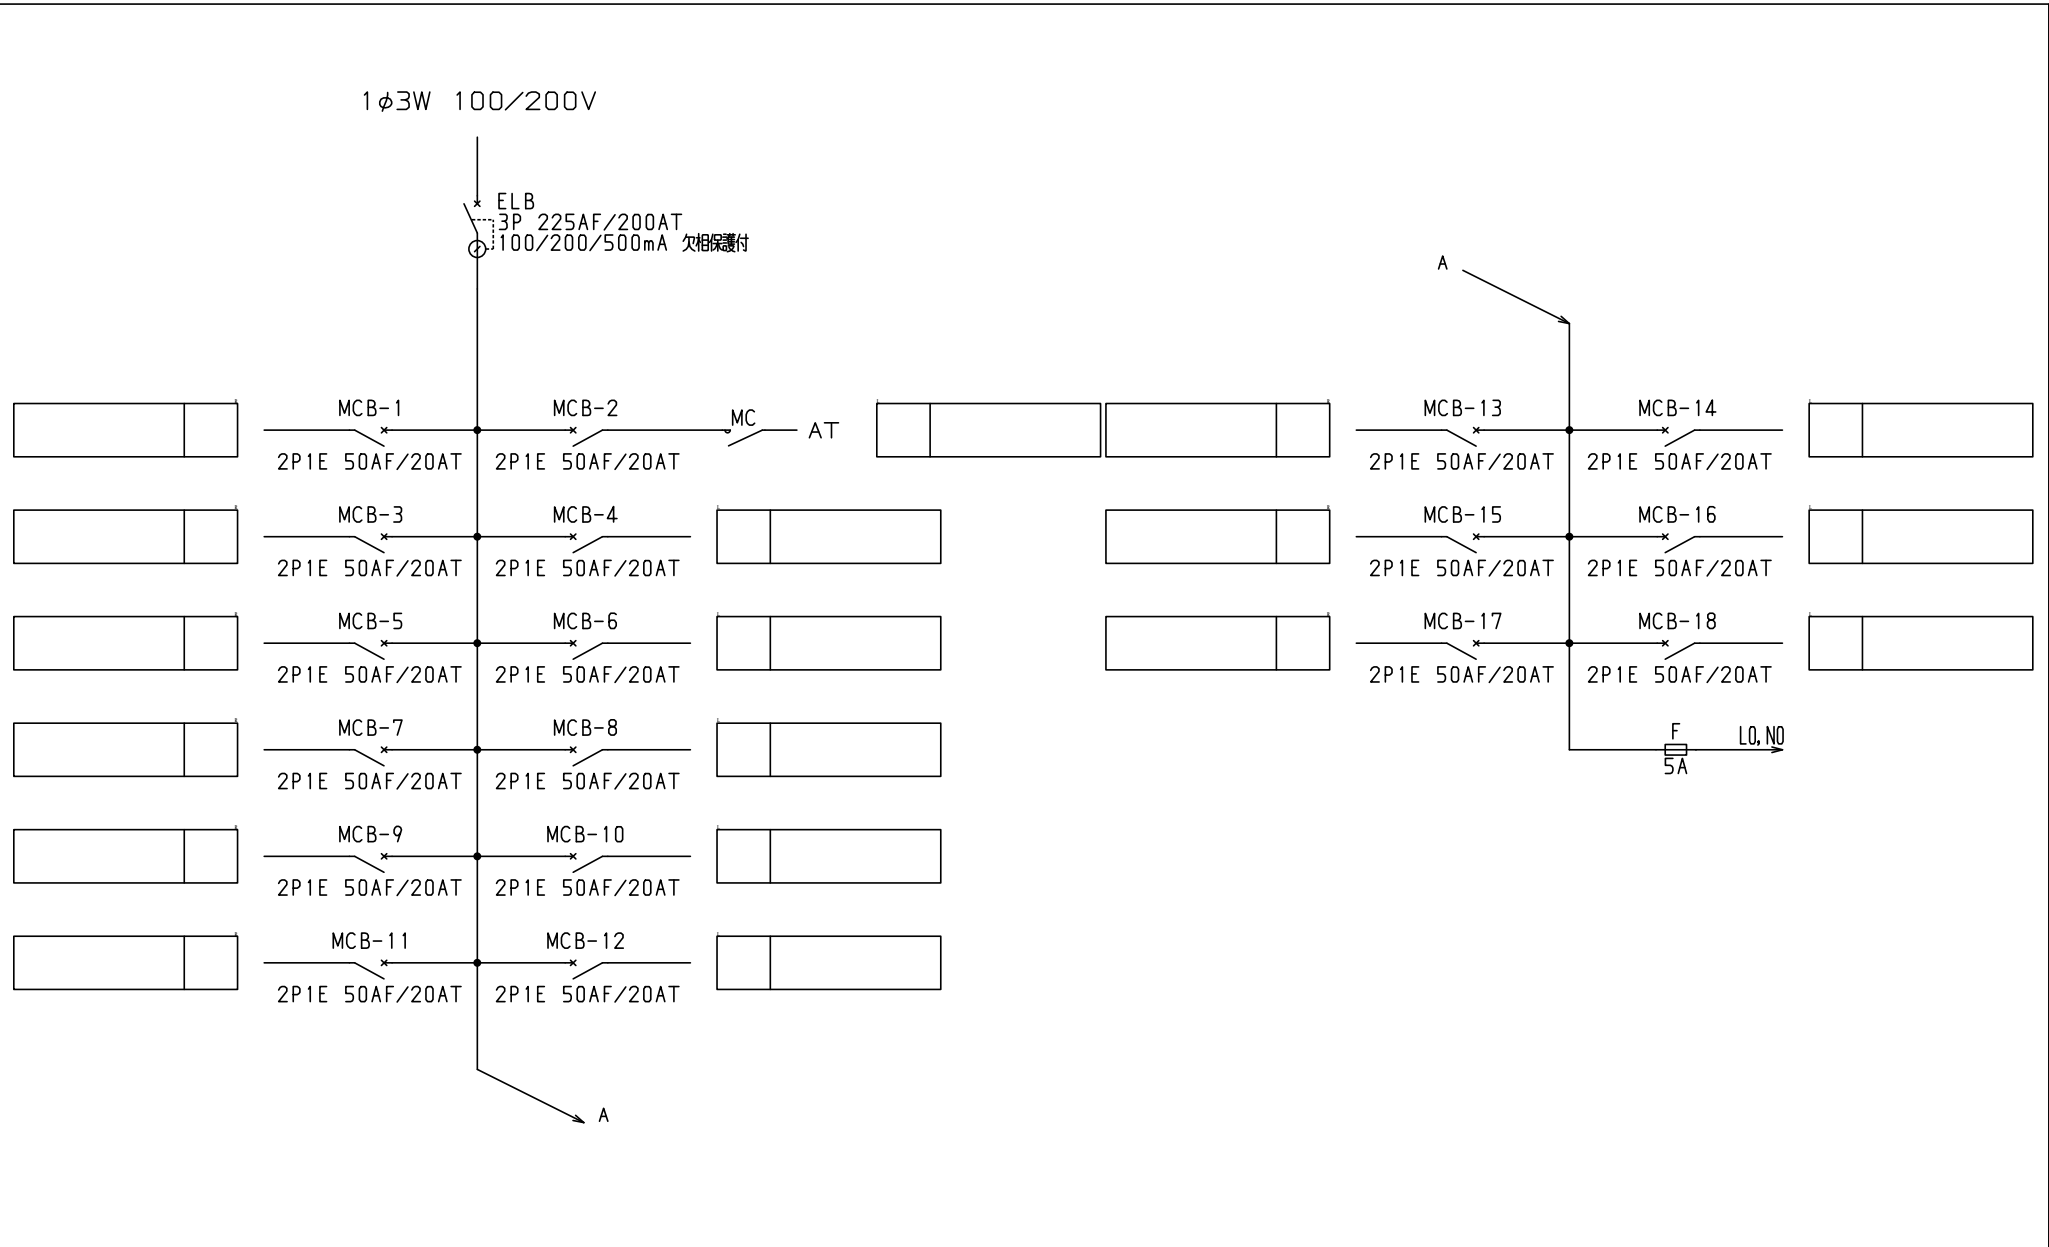 1φ3W 100/200V
ELB
3P 225AF/200AT
100/200/500mA 欠相保護付
MCB-1
MCB-2
MC
AT
2P1E 50AF/20AT
2P1E 50AF/20AT
MCB-3
MCB-4
2P1E 50AF/20AT
2P1E 50AF/20AT
MCB-5
MCB-6
2P1E 50AF/20AT
2P1E 50AF/20AT
MCB-7
MCB-8
2P1E 50AF/20AT
2P1E 50AF/20AT
MCB-9
MCB-10
2P1E 50AF/20AT
2P1E 50AF/20AT
MCB-11
MCB-12
2P1E 50AF/20AT
2P1E 50AF/20AT
A
A
MCB-13
MCB-14
2P1E 50AF/20AT
2P1E 50AF/20AT
MCB-15
MCB-16
2P1E 50AF/20AT
2P1E 50AF/20AT
MCB-17
MCB-18
2P1E 50AF/20AT
2P1E 50AF/20AT
F
5A
L0,N0